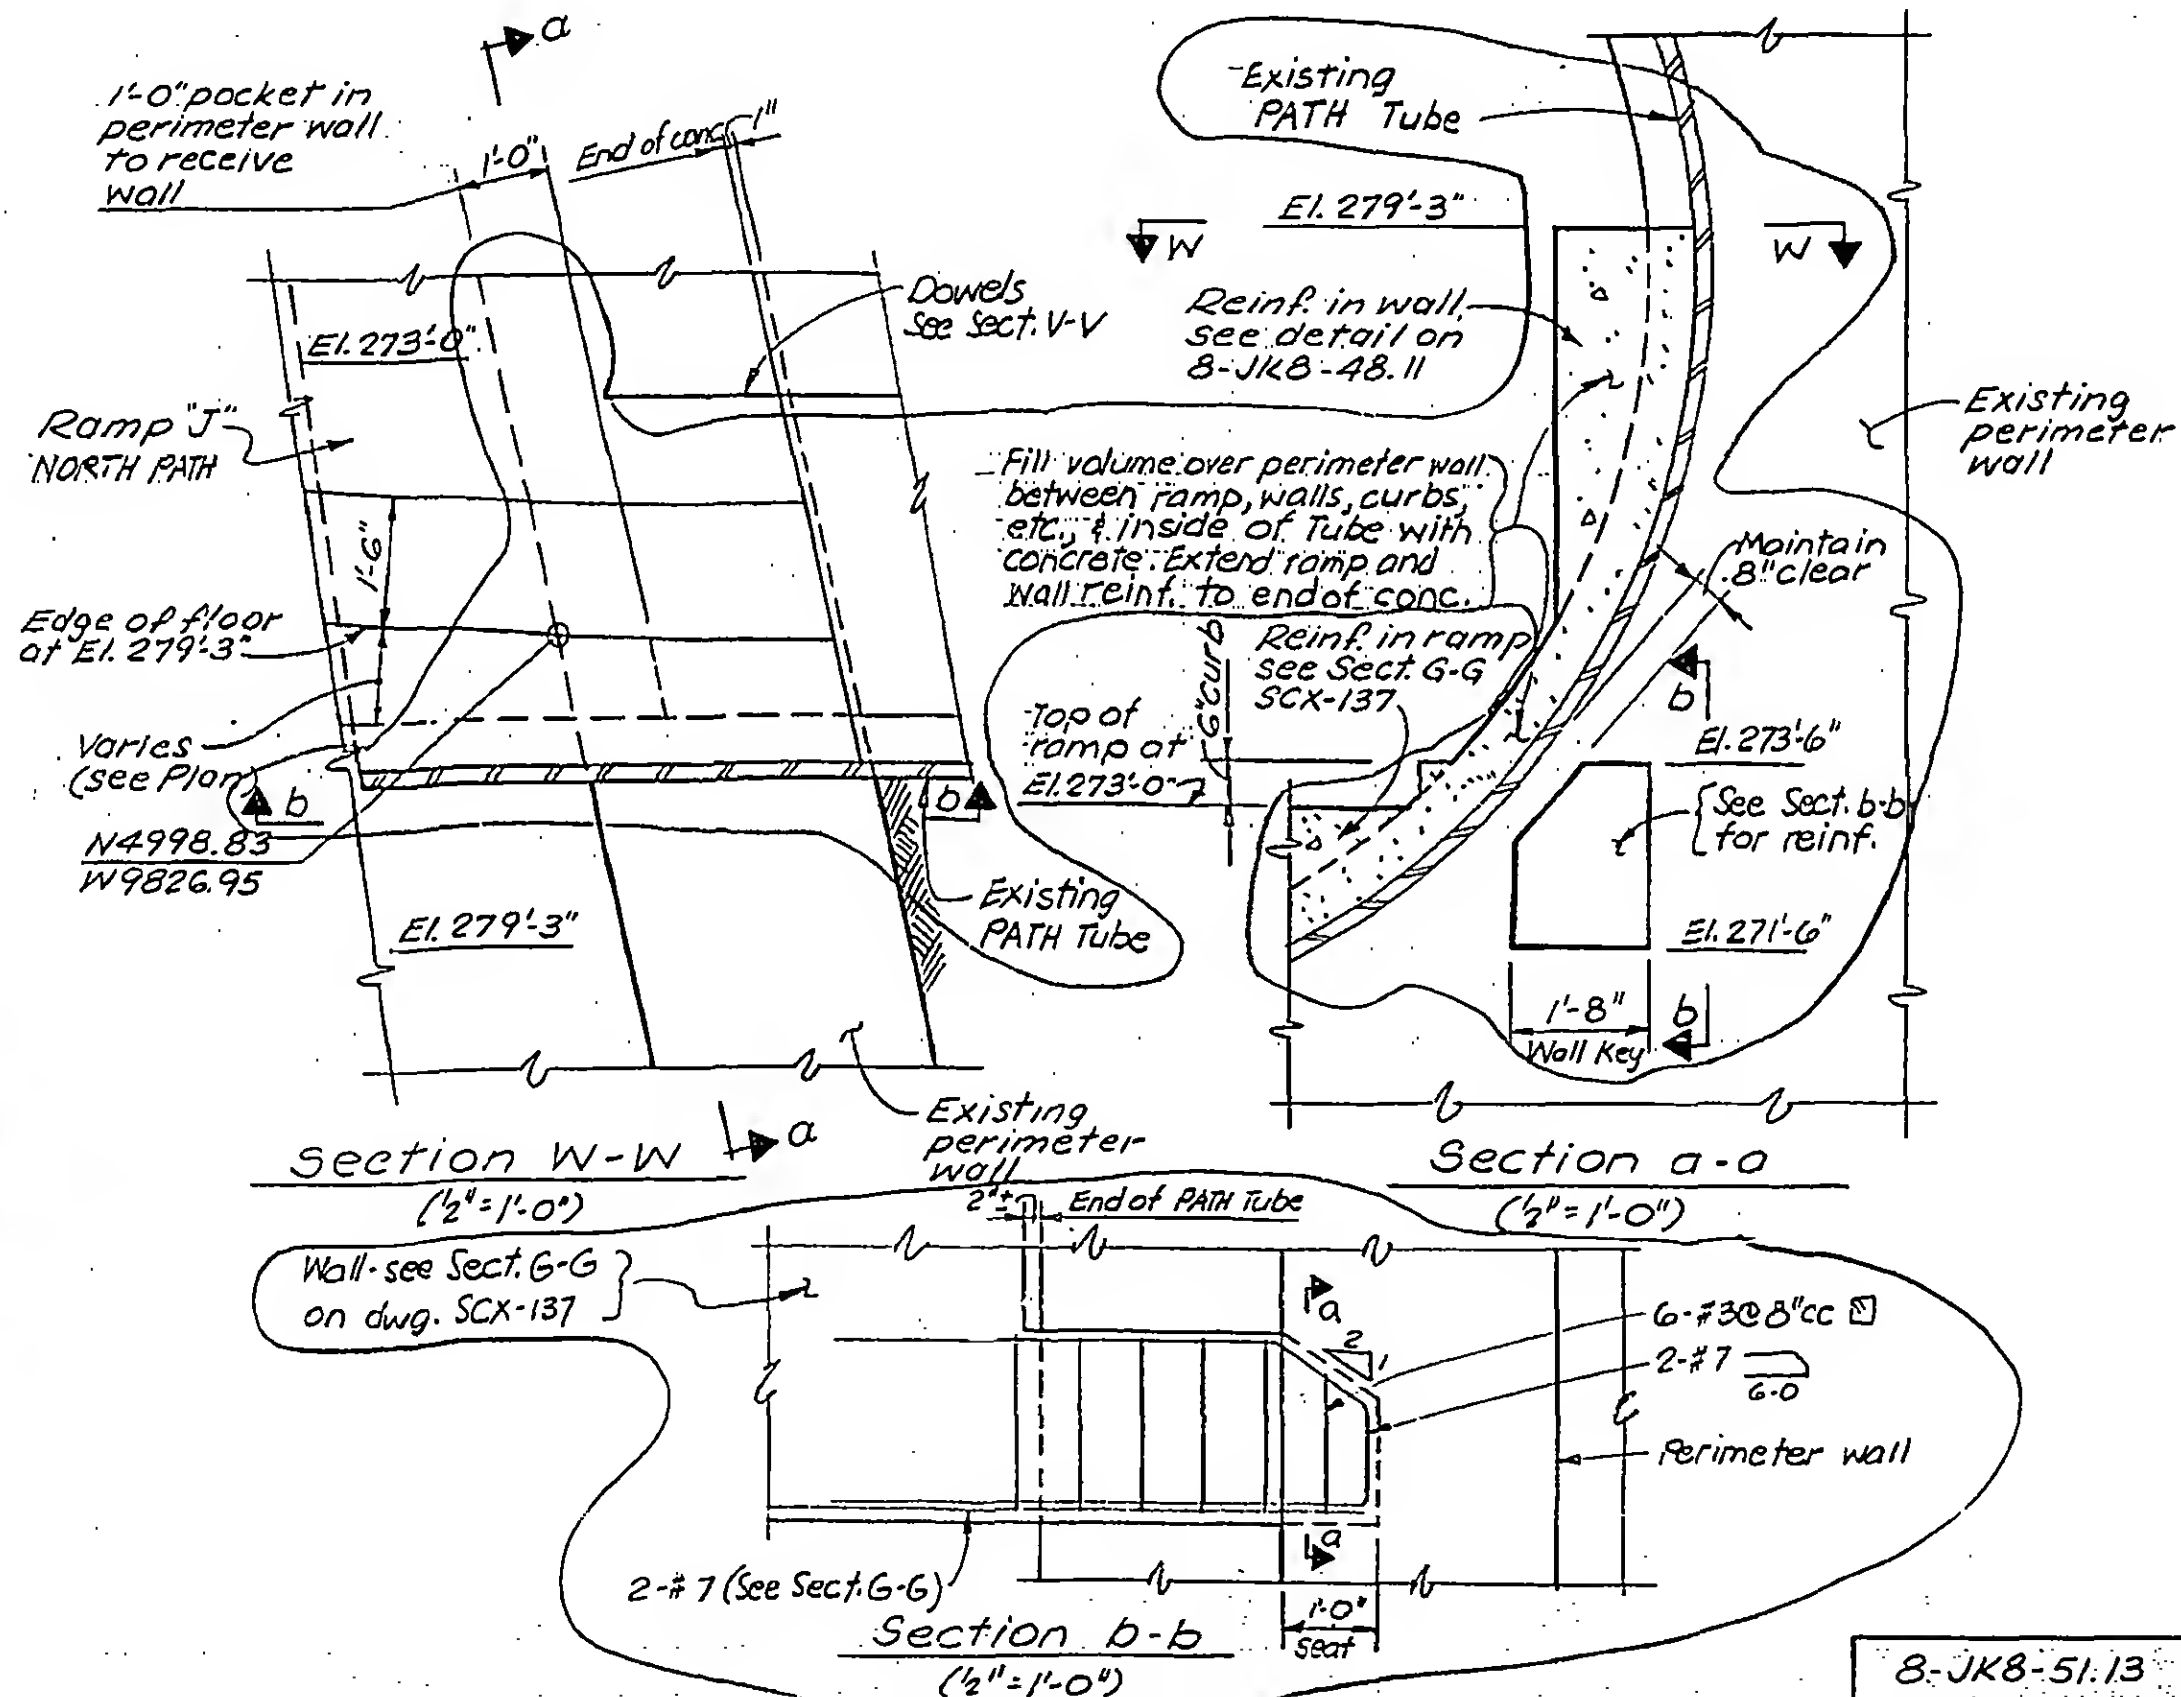 a
1'-0" pocket in
perimeter wall
to receive
wall
1'-0"
End of conc.
1"
El. 273'-0"
Dowels
See Sect. V-V
Ramp "J"
NORTH PATH
1'-6"
Edge of floor
at El. 279'-3"
Varies
(see Plan)
b
b
N4998.83
W9826.95
El. 279'-3"
Existing
PATH Tube
Existing
perimeter
wall
a
Section W-W
(1/2" = 1'-0")
Existing
PATH Tube
El. 279'-3"
W
W
Reinf. in wall
see detail on
8-JK8-48.11
Existing
perimeter
wall
Fill volume over perimeter wall
between ramp, walls, curbs,
etc., & inside of Tube with
concrete. Extend ramp and
wall reinf. to end of conc.
Maintain
8" clear
6" curb
Reinf. in ramp
see Sect. G-G
SCX-137
Top of
ramp at
El. 273'-0"
b
El. 273'-6"
See Sect. b-b
for reinf.
El. 271'-6"
1'-8"
Wall Key
b
Section a-a
(1/2" = 1'-0")
2"±
End of PATH Tube
Wall-see Sect. G-G
on dwg. SCX-137
a
2
1
6-#3@8"cc
2-#7
6-0
Perimeter wall
a
2-#7 (See Sect. G-G)
1'-0"
seat
Section b-b
(1/2" = 1'-0")
8-JK8-51.13